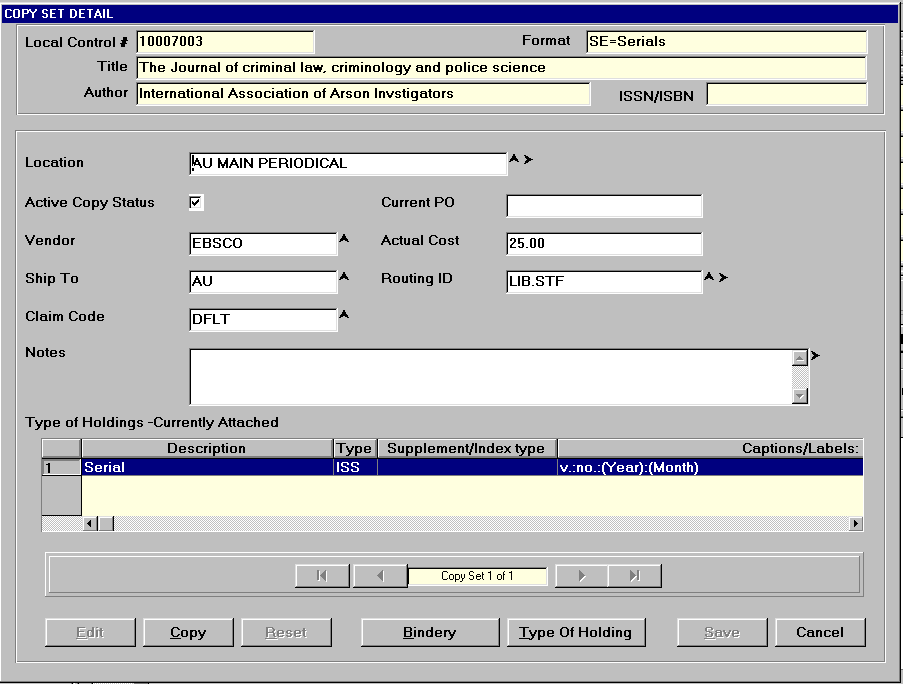 COPY SET DETAIL
Local Control # 10007003 Format SE=Serials
Title The Journal of criminal law, criminology and police science
Author International Association of Arson Invstigators ISSN/ISBN
Location AU MAIN PERIODICAL
Active Copy Status Current PO
Vendor EBSCO Actual Cost 25.00
Ship To AU Routing ID LIB.STF
Claim Code DFLT
Notes
Type of Holdings -Currently Attached
Description Type Supplement/Index type Captions/Labels:
1 Serial ISS v.:no.:(Year):(Month)
Copy Set 1 of 1
Edit Copy Reset Bindery Type Of Holding Save Cancel